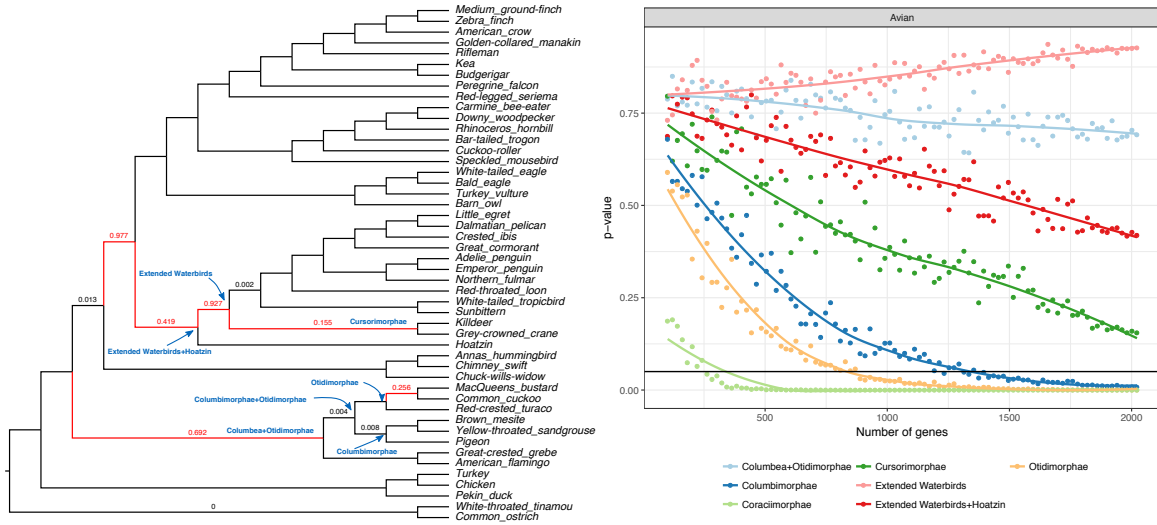 Medium_ground-finch
Zebra_finch
American_crow
Golden-collared_manakin
Rifleman
Kea
Budgerigar
Peregrine_falcon
Red-legged_seriema
Carmine_bee-eater
Downy_woodpecker
Rhinoceros_hornbill
Bar-tailed_trogon
Cuckoo-roller
Speckled_mousebird
White-tailed_eagle
Bald_eagle
Turkey_vulture
Barn_owl
Little_egret
Dalmatian_pelican
Crested_ibis
Great_cormorant
Adelie_penguin
Emperor_penguin
Northern_fulmar
Red-throated_loon
White-tailed_tropicbird
Sunbittern
Killdeer
Grey-crowned_crane
Hoatzin
Annas_hummingbird
Chimney_swift
Chuck-wills-widow
MacQueens_bustard
Common_cuckoo
Red-crested_turaco
Brown_mesite
Yellow-throated_sandgrouse
Pigeon
Great-crested_grebe
American_flamingo
Turkey
Chicken
Pekin_duck
White-throated_tinamou
Common_ostrich
0.977
Extended Waterbirds
0.002
0.013
0.927
0.419
0.155
Cursorimorphae
Extended Waterbirds+Hoatzin
Otidimorphae
0.256
Columbimorphae+Otidimorphae
0.004
0.008
0.692
Columbea+Otidimorphae
Columbimorphae
0
Avian
p-value
0.75
0.50
0.25
0.00
500
1000
1500
2000
Number of genes
Columbea+Otidimorphae
Cursorimorphae
Otidimorphae
Columbimorphae
Extended Waterbirds
Coraciimorphae
Extended Waterbirds+Hoatzin